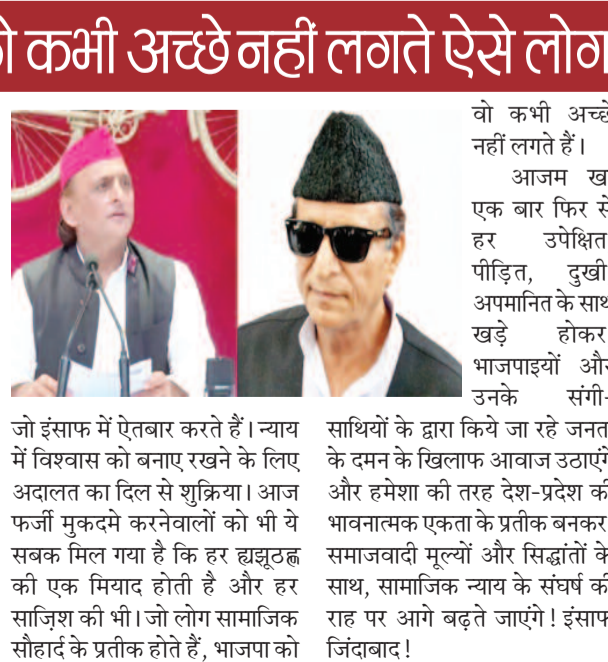 कभी अच्छे नहीं लगते ऐसे लोग
जो इंसाफ में ऐतबार करते हैं। न्याय
में विश्वास को बनाए रखने के लिए
अदालत का दिल से शुक्रिया। आज
फर्जी मुकदमे करनेवालों को भी ये
सबक मिल गया है कि हर ह्यझूठह्ण
की एक मियाद होती है और हर
साज़िश की भी। जो लोग सामाजिक
सौहार्द के प्रतीक होते हैं, भाजपा को
वो कभी अच्छे
नहीं लगते हैं।
आजम ख
एक बार फिर से
हर उपेक्षित
पीड़ित, दुखी
अपमानित के साथ
खड़े होकर
भाजपाइयों और
उनके संगी-
साथियों के द्वारा किये जा रहे जनत
के दमन के खिलाफ आवाज उठाएंगे
और हमेशा की तरह देश-प्रदेश की
भावनात्मक एकता के प्रतीक बनकर
समाजवादी मूल्यों और सिद्धांतों के
साथ, सामाजिक न्याय के संघर्ष की
राह पर आगे बढ़ते जाएंगे! इंसाफ
जिंदाबाद!